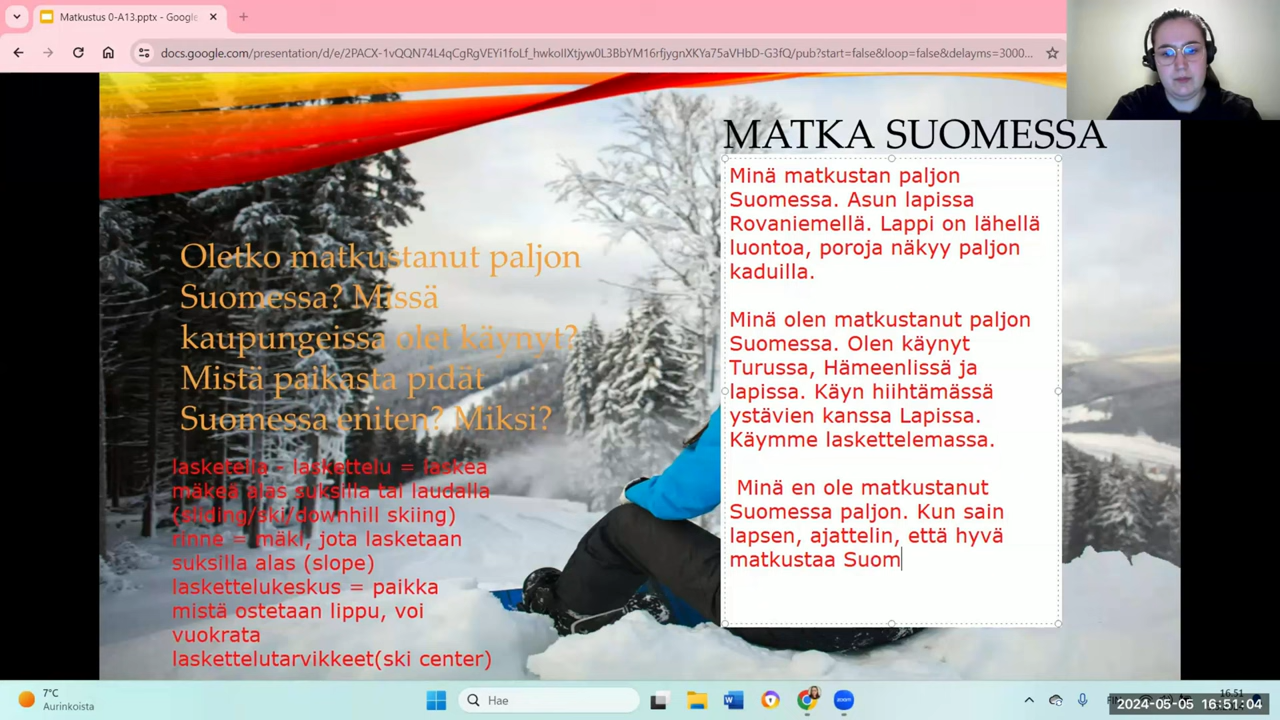 Matkustus 0-A13.pptx - Google
docs.google.com/presentation/d/e/2PACX-1vQQN74L4qCgRgVEYi1foLf_hwkoIIXtjyw0L3BbYM16rfjygnXKYa75aVHbD-G3fQ/pub?start=false&loop=false&delayms=3000...
MATKA SUOMESSA
Minä matkustan paljon
Suomessa. Asun lapissa
Rovaniemellä. Lappi on lähellä
luontoa, poroja näkyy paljon
kaduilla.
Minä olen matkustanut paljon
Suomessa. Olen käynyt
Turussa, Hämeenlissä ja
lapissa. Käyn hiihtämässä
ystävien kanssa Lapissa.
Käymme laskettelemassa.
Minä en ole matkustanut
Suomessa paljon. Kun sain
lapsen, ajattelin, että hyvä
matkustaa Suom
Oletko matkustanut paljon
Suomessa? Missä
kaupungeissa olet käynyt?
Mistä paikasta pidät
Suomessa eniten? Miksi?
lasketella - laskettelu = laskea
mäkeä alas suksilla tai laudalla
(sliding/ski/downhill skiing)
rinne = mäki, jota lasketaan
suksilla alas (slope)
laskettelukeskus = paikka
mistä ostetaan lippu, voi
vuokrata
laskettelutarvikkeet(ski center)
7°C
Aurinkoista
Hae
16.51
2024-05-05 16:51:04